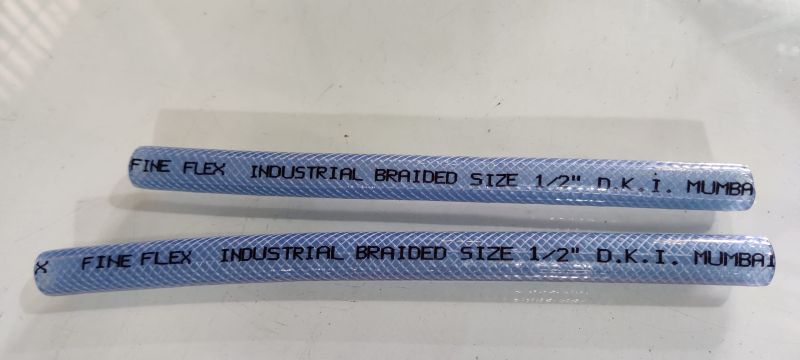 FINE FLEX INDUSTRIAL BRAIDED SIZE 1/2" D.K.I. MUMBA
X FINE FLEX INDUSTRIAL BRAIDED SIZE 1/2" D.K.I. MUMBAI